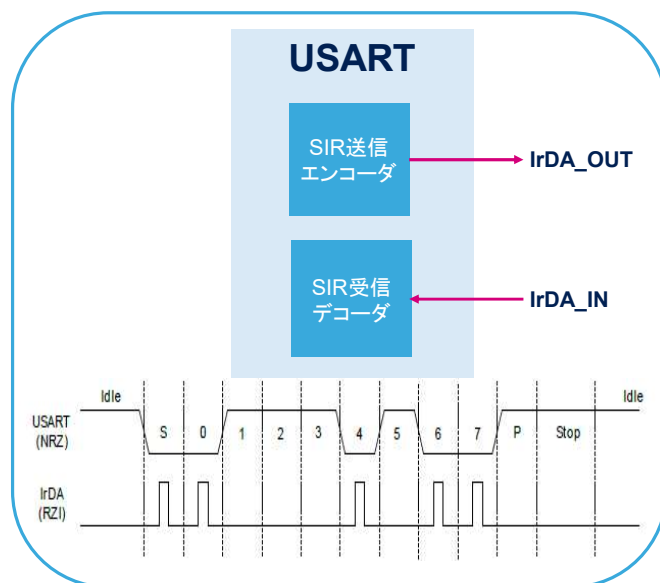 USART
SIR送信
エンコーダ
IrDA_OUT
SIR受信
デコーダ
IrDA_IN
Idle
Idle
USART
(NRZ)
S 0 1 2 3 4 5 6 7 P Stop
IrDA
(RZI)